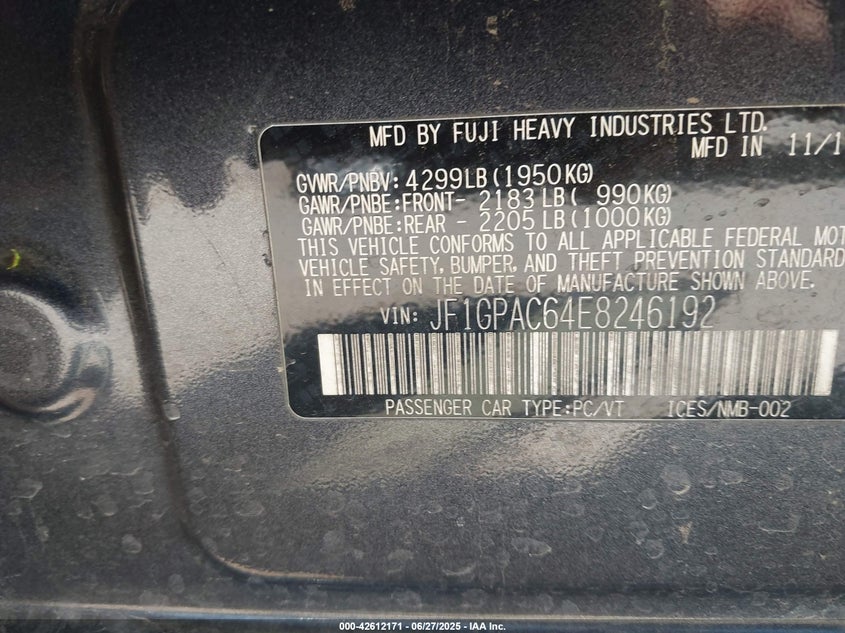 MFD BY FUJI HEAVY INDUSTRIES LTD.
MFD IN 11/1
GVWR/PNBV: 4299LB (1950KG)
GAWR/PNBE:FRONT- 2183 LB ( 990KG)
GAWR/PNBE:REAR - 2205 LB (1000KG)
THIS VEHICLE CONFORMS TO ALL APPLICABLE FEDERAL MOT
VEHICLE SAFETY, BUMPER, AND THEFT PREVENTION STANDARD
IN EFFECT ON THE DATE OF MANUFACTURE SHOWN ABOVE.
VIN: JF1GPAC64E8246192
PASSENGER CAR TYPE:PC/VT ICES/NMB-002
000-42612171 - 06/27/2025 - IAA Inc.